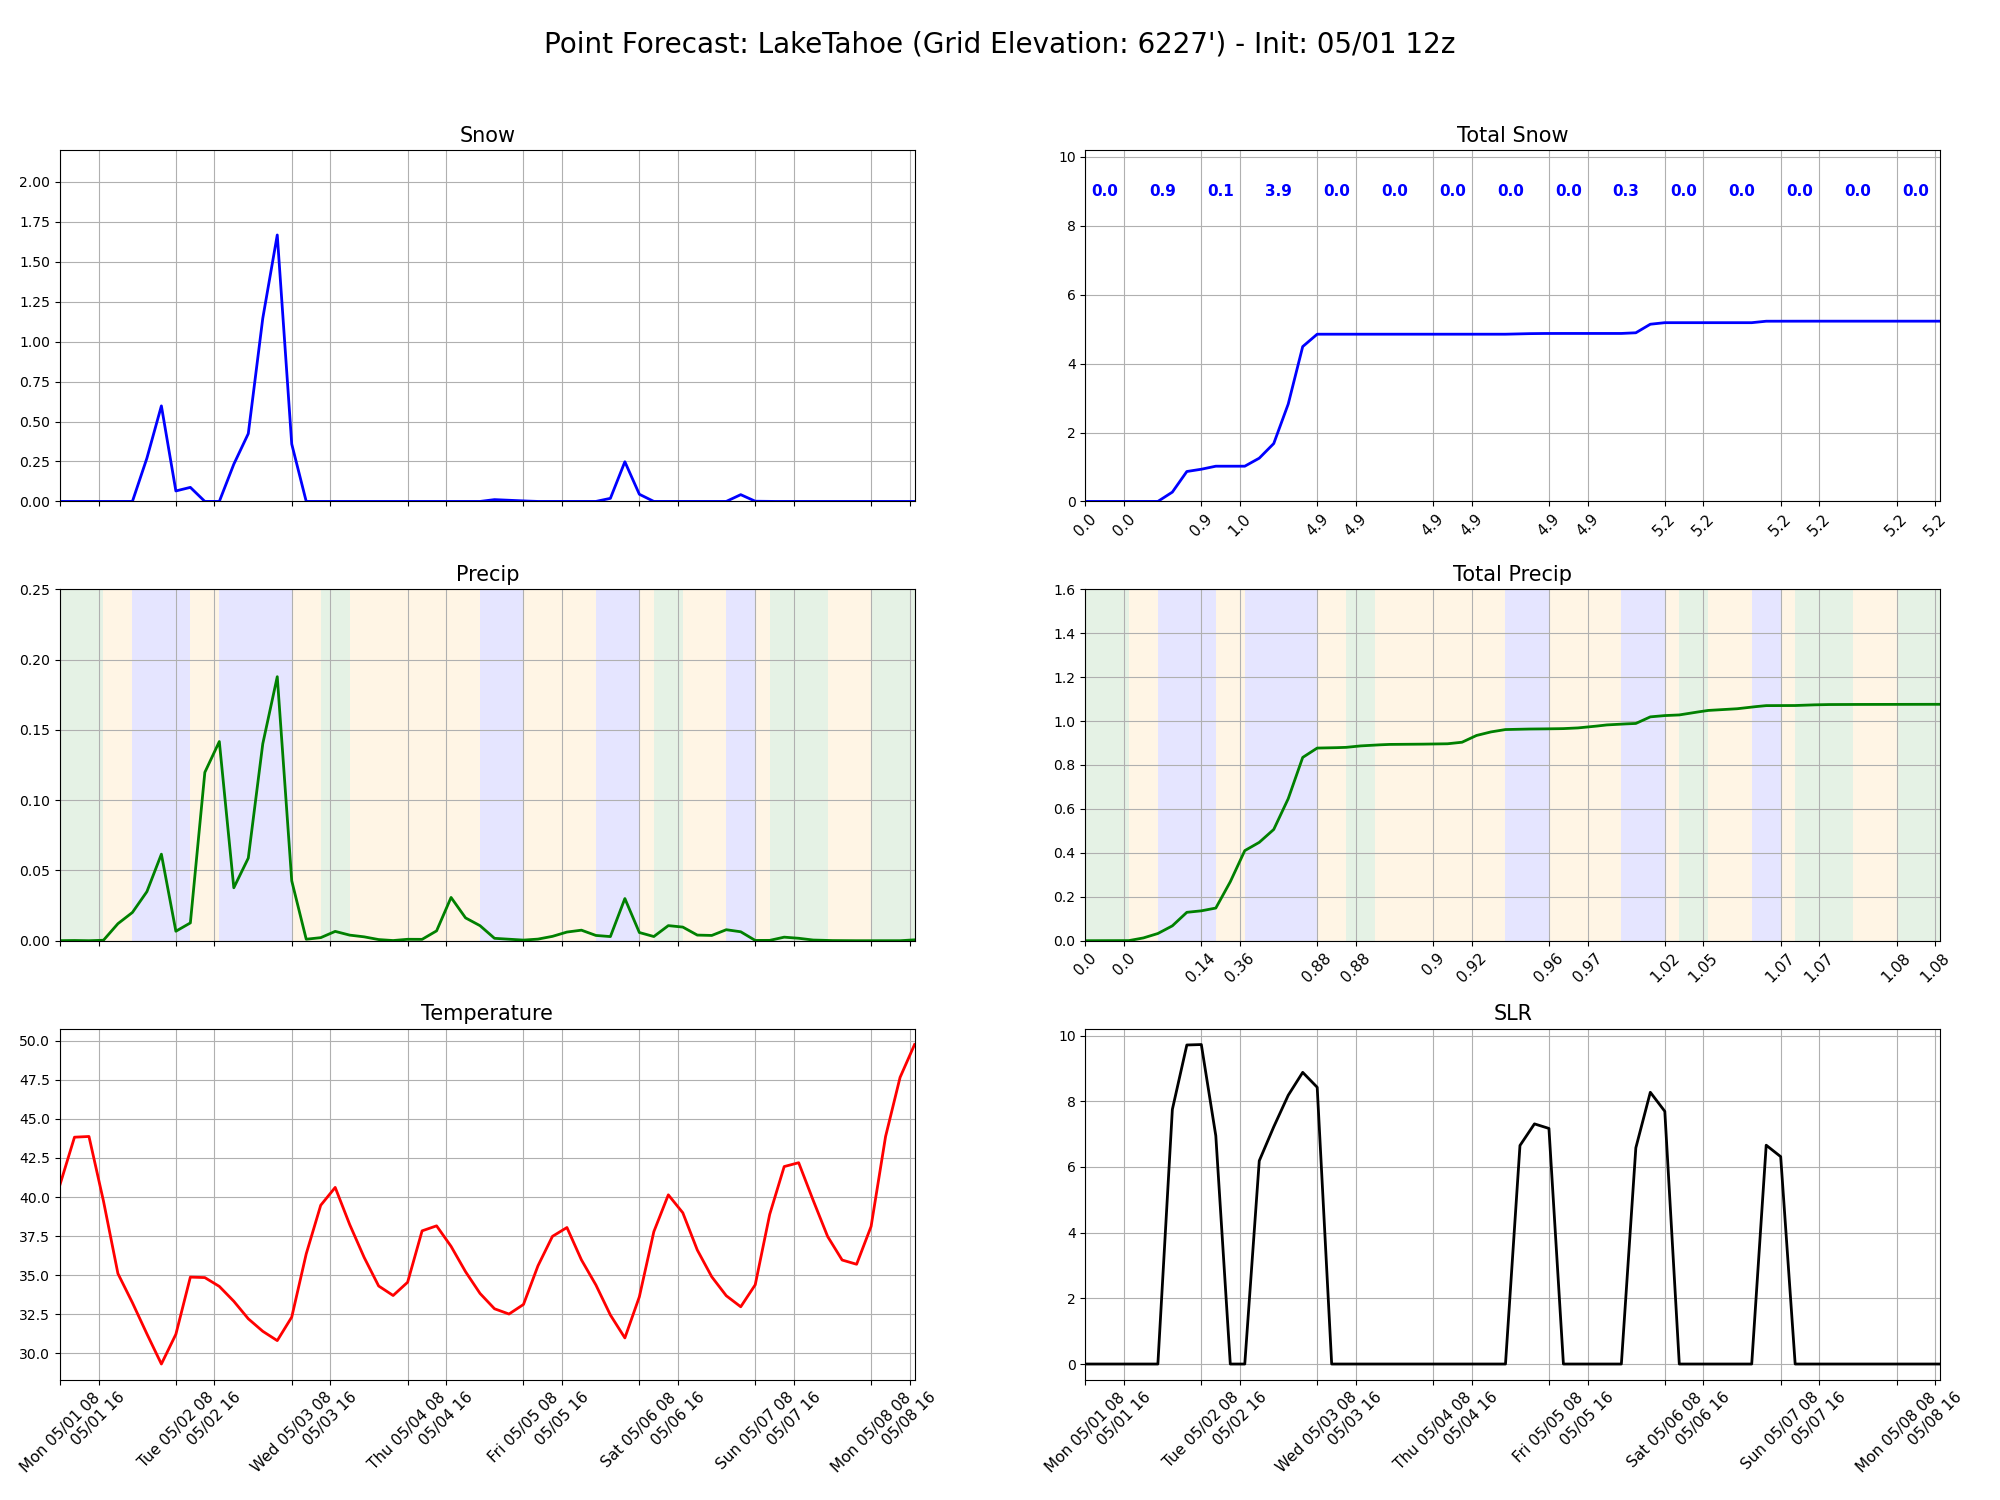 Point Forecast: LakeTahoe (Grid Elevation: 6227') - Init: 05/01 12z
Snow
2.00
1.75
1.50
1.25
1.00
0.75
0.50
0.25
0.00
Total Snow
10
8
6
4
2
0
0.0 0.9 0.1 3.9 0.0 0.0 0.0 0.0 0.0 0.3 0.0 0.0 0.0 0.0 0.0
0.0 0.0 0.9 1.0 4.9 4.9 4.9 4.9 4.9 4.9 5.2 5.2 5.2 5.2 5.2 5.2
Precip
0.25
0.20
0.15
0.10
0.05
0.00
Total Precip
1.6
1.4
1.2
1.0
0.8
0.6
0.4
0.2
0.0
0.0 0.0 0.14 0.36 0.88 0.88 0.9 0.92 0.96 0.97 1.02 1.05 1.07 1.07 1.08 1.08
Temperature
50.0
47.5
45.0
42.5
40.0
37.5
35.0
32.5
30.0
Mon 05/01 08
05/01 16
Tue 05/02 08
05/02 16
Wed 05/03 08
05/03 16
Thu 05/04 08
05/04 16
Fri 05/05 08
05/05 16
Sat 05/06 08
05/06 16
Sun 05/07 08
05/07 16
Mon 05/08 08
05/08 16
SLR
10
8
6
4
2
0
Mon 05/01 08
05/01 16
Tue 05/02 08
05/02 16
Wed 05/03 08
05/03 16
Thu 05/04 08
05/04 16
Fri 05/05 08
05/05 16
Sat 05/06 08
05/06 16
Sun 05/07 08
05/07 16
Mon 05/08 08
05/08 16